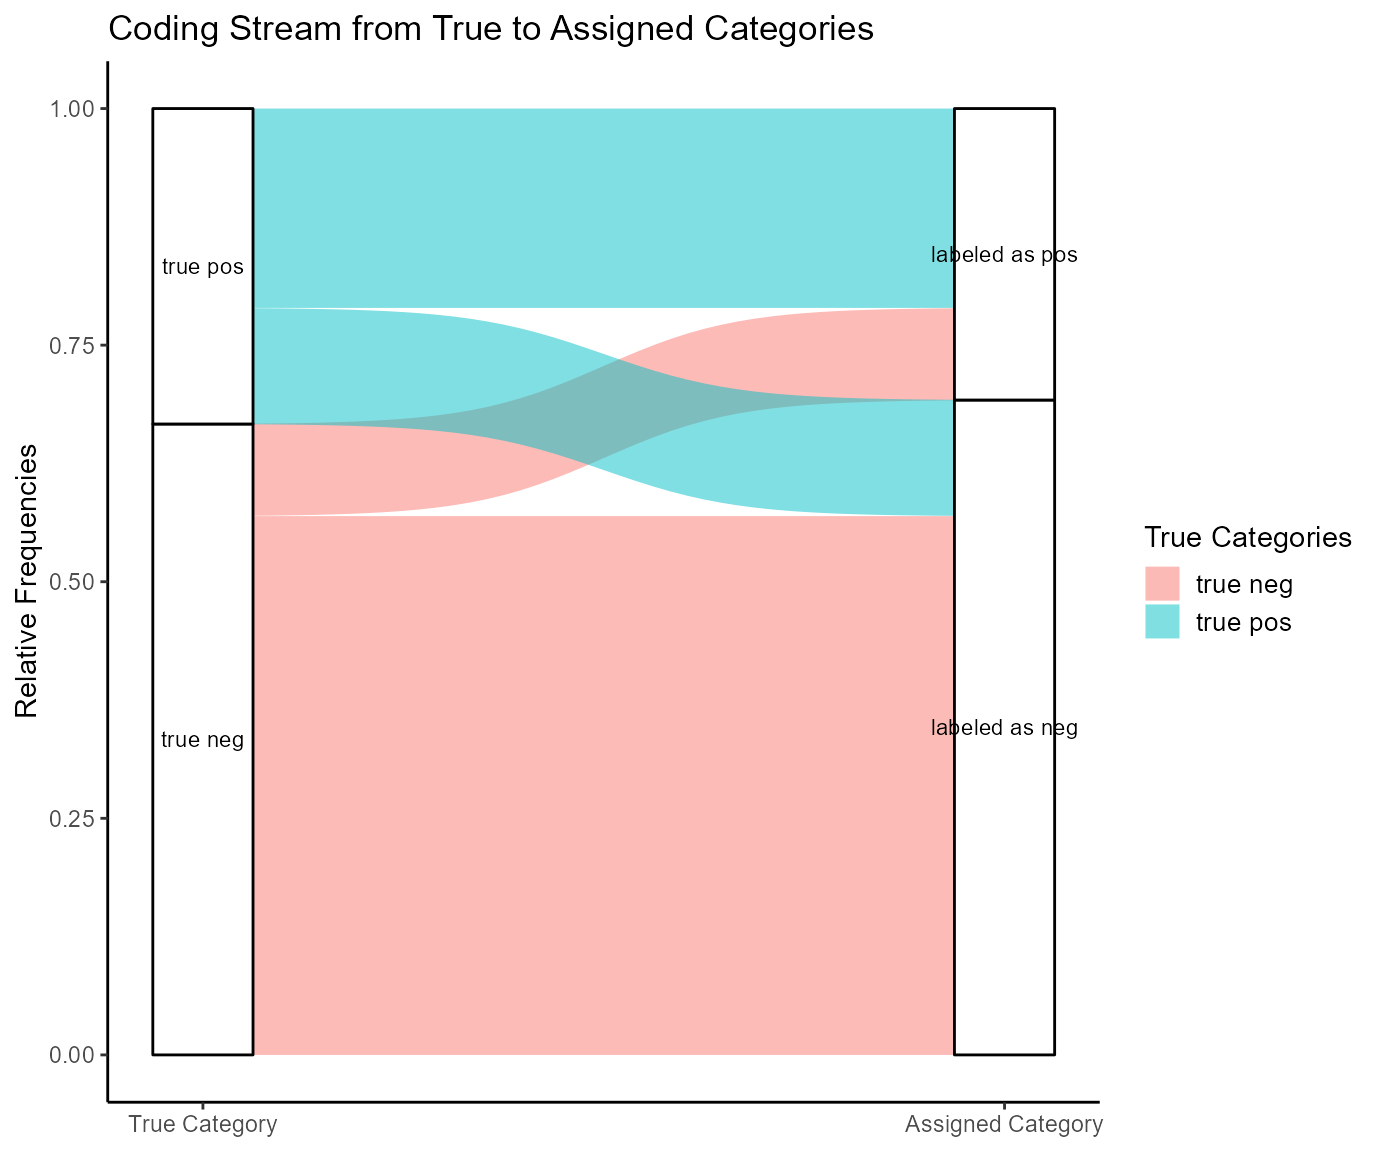 Coding Stream from True to Assigned Categories
Relative Frequencies
1.00
0.75
0.50
0.25
0.00
true pos
true neg
labeled as pos
labeled as neg
True Category
Assigned Category
True Categories
true neg
true pos